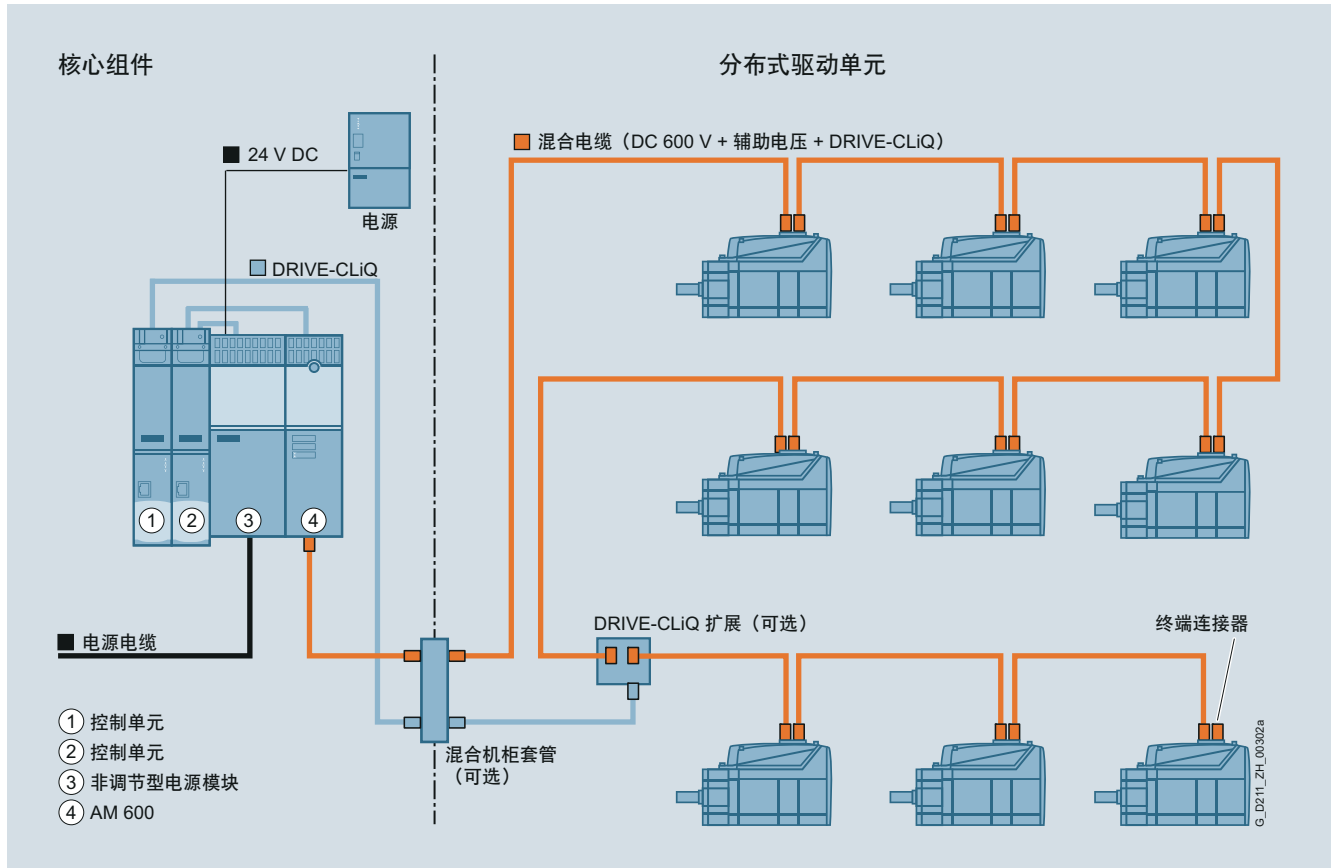 核心组件
分布式驱动单元
混合电缆（DC 600 V + 辅助电压 + DRIVE-CLiQ）
24 V DC
电源
DRIVE-CLiQ
1
2
3
4
电源电缆
DRIVE-CLiQ 扩展（可选）
终端连接器
1 控制单元
2 控制单元
3 非调节型电源模块
4 AM 600
混合机柜套管
（可选）
G_D211_ZH_00302a